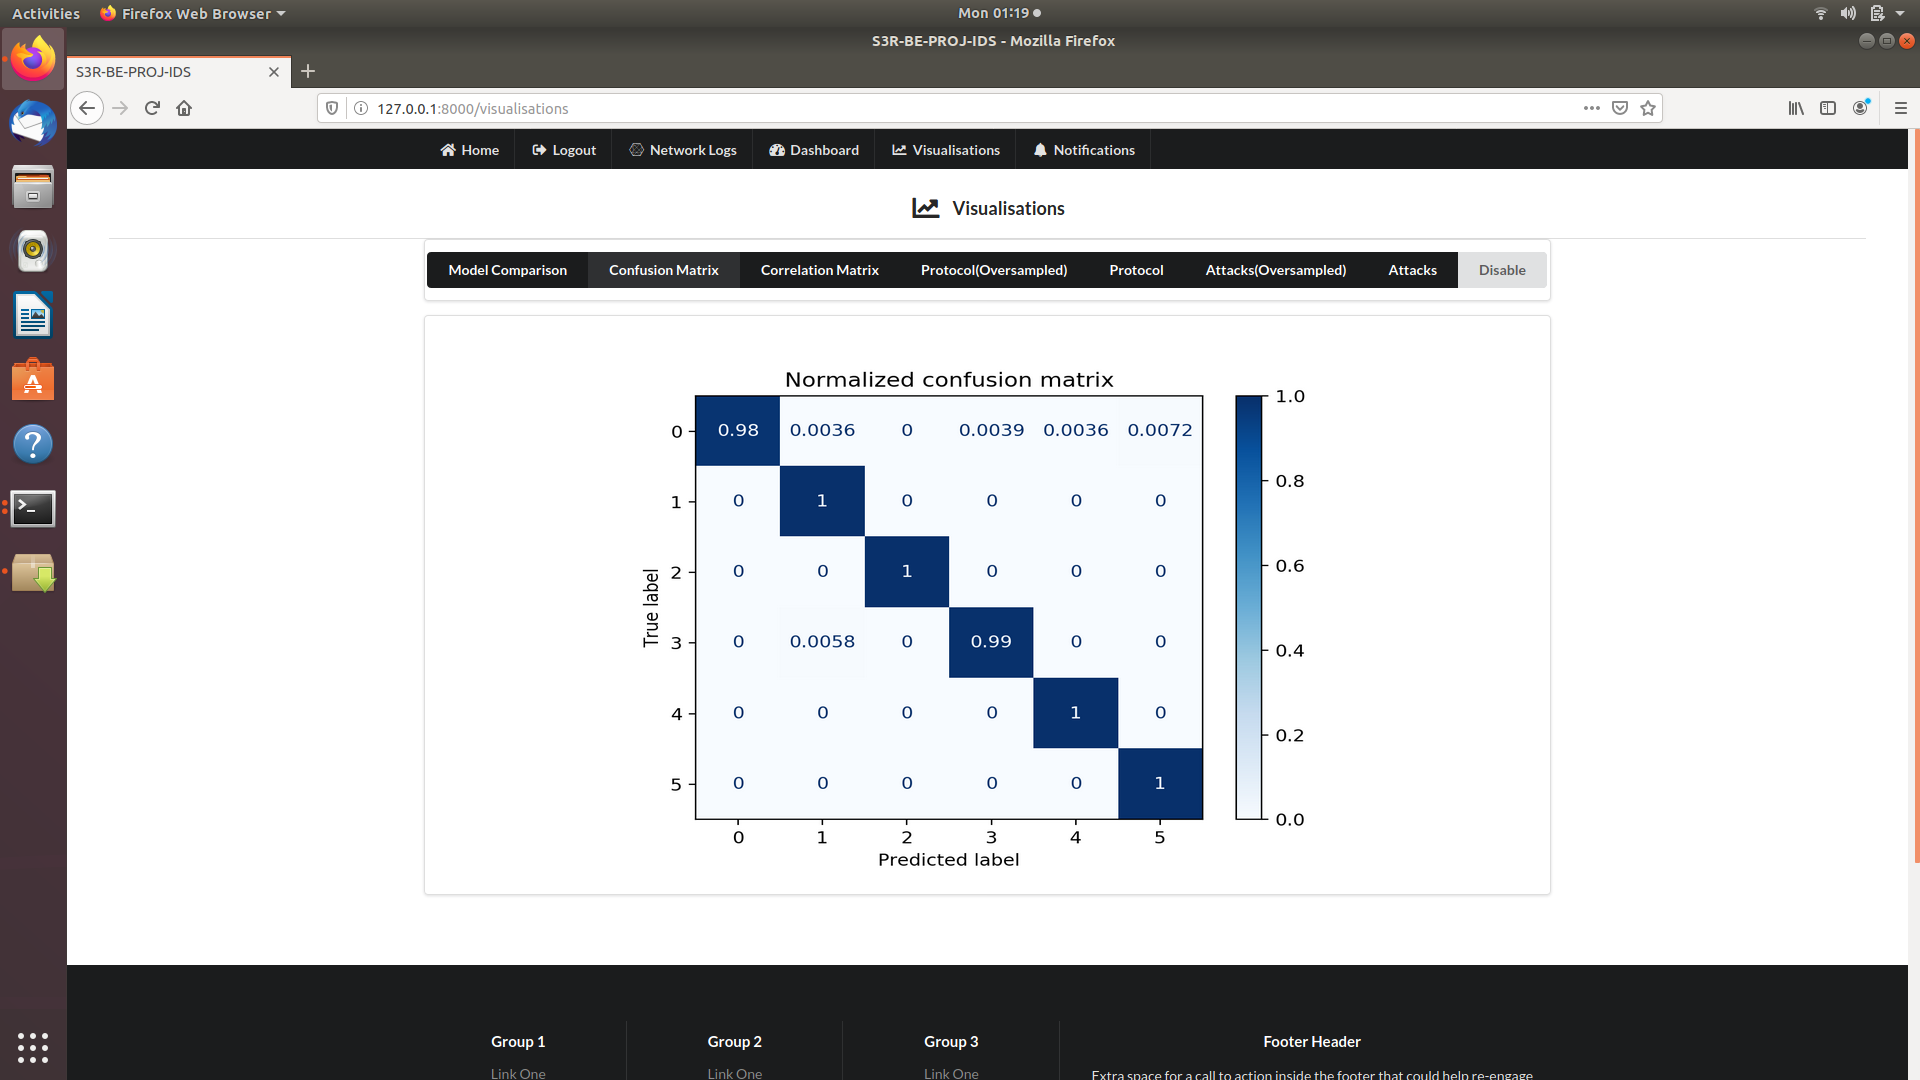 Activities Firefox Web Browser Mon 01:19
S3R-BE-PROJ-IDS - Mozilla Firefox
S3R-BE-PROJ-IDS
127.0.0.1:8000/visualisations
Home Logout Network Logs Dashboard Visualisations Notifications
Visualisations
Model Comparison Confusion Matrix Correlation Matrix Protocol(Oversampled) Protocol Attacks(Oversampled) Attacks Disable
Normalized confusion matrix
1.0
0 0.98 0.0036 0 0.0039 0.0036 0.0072
0.8
1 0 1 0 0 0 0
0.6
2 0 0 1 0 0 0
True label
3 0 0.0058 0 0.99 0 0
0.4
4 0 0 0 0 1 0
0.2
5 0 0 0 0 0 1
0.0
0 1 2 3 4 5
Predicted label
Group 1 Group 2 Group 3 Footer Header
Link One Link One Link One Extra space for a call to action inside the footer that could help re-engage